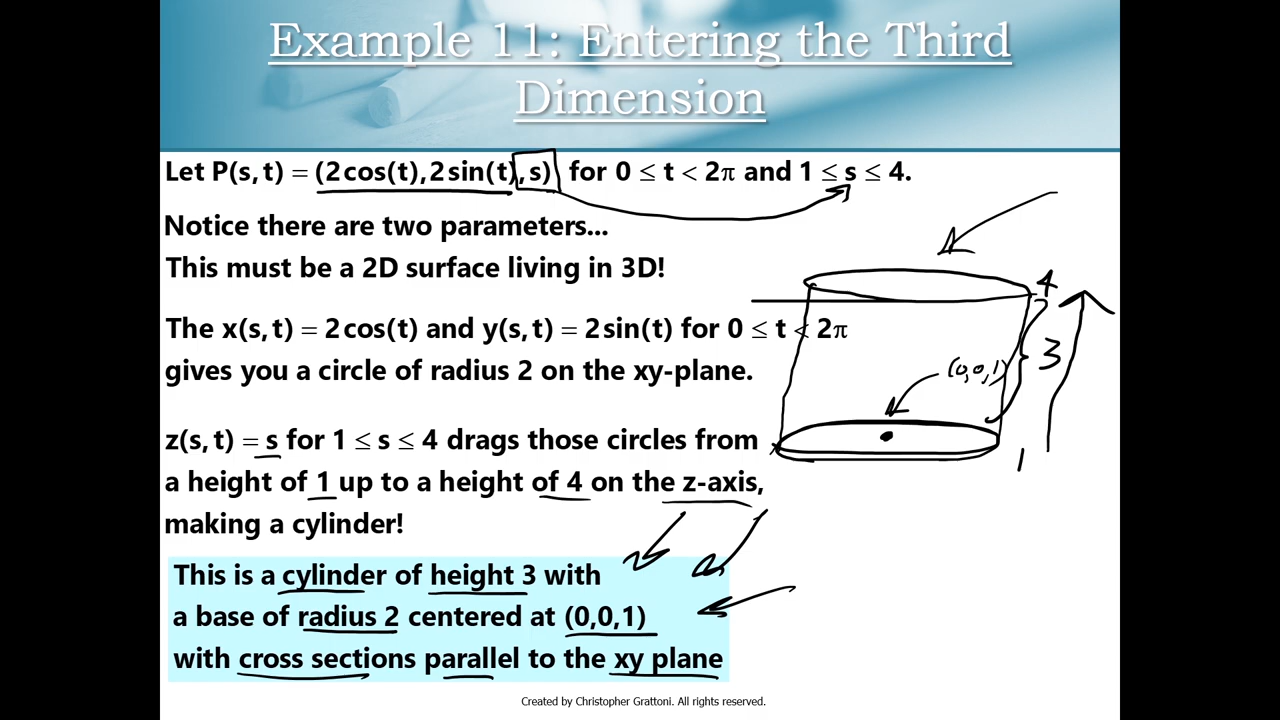 Example 11: Entering the Third
Dimension
Let P(s,t) = (2cos(t),2sin(t),s) for 0 ≤ t < 2π and 1 ≤ s ≤ 4.
Notice there are two parameters...
This must be a 2D surface living in 3D!
4
The x(s,t) = 2cos(t) and y(s,t) = 2sin(t) for 0 ≤ t < 2π
3
gives you a circle of radius 2 on the xy-plane.
(0,0,1)
z(s,t) = s for 1 ≤ s ≤ 4 drags those circles from
1
a height of 1 up to a height of 4 on the z-axis,
making a cylinder!
This is a cylinder of height 3 with
a base of radius 2 centered at (0,0,1)
with cross sections parallel to the xy plane
Created by Christopher Grattoni. All rights reserved.